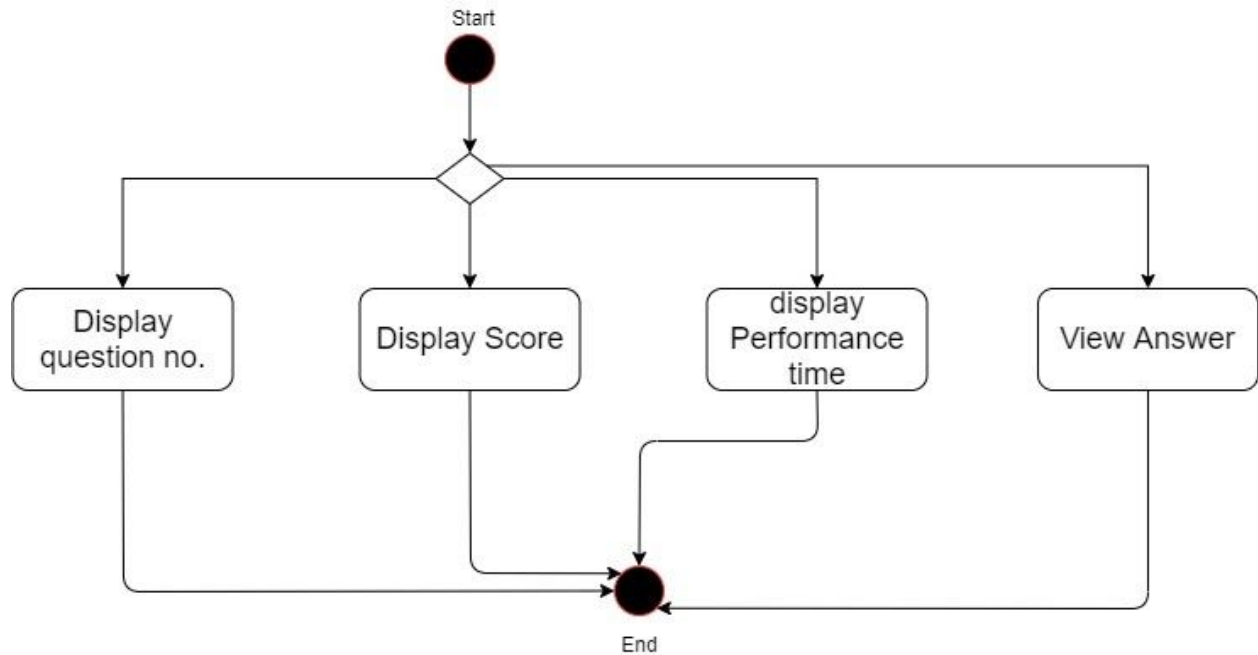 Start
Display
question no.
Display Score
display
Performance
time
View Answer
End